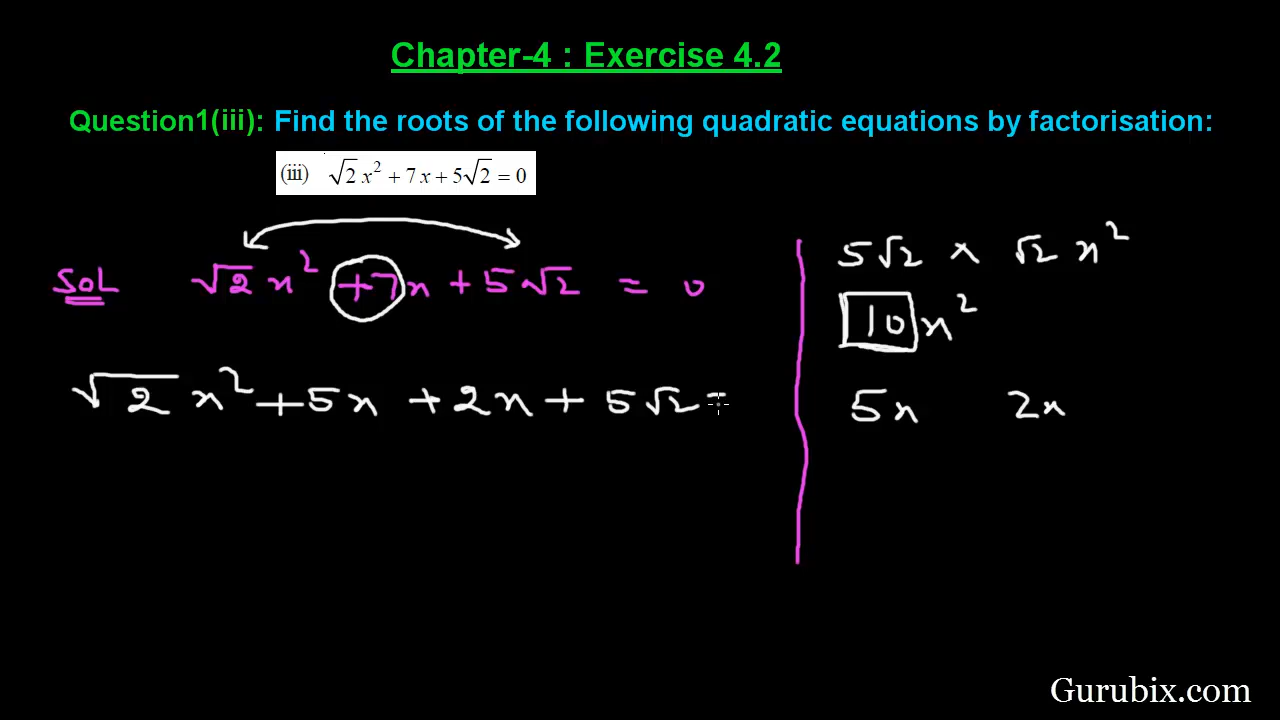 Chapter-4 : Exercise 4.2
Question1(iii): Find the roots of the following quadratic equations by factorisation:
(iii) √2 x² + 7x + 5√2 = 0
Sol √2 x² + 7x + 5√2 = 0
5√2 × √2 x²
10x²
√2 x² + 5x + 2x + 5√2 =
5x 2x
Gurubix.com